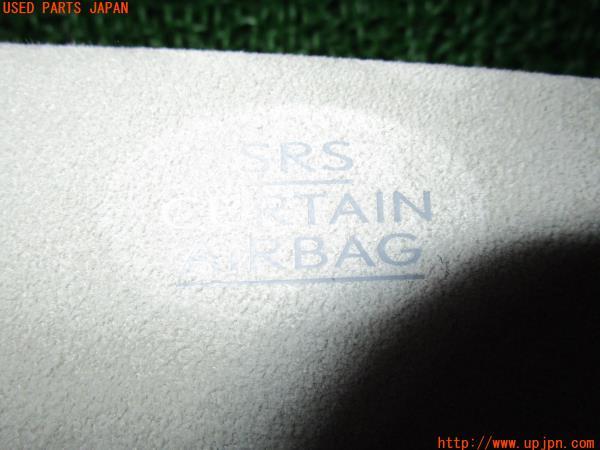 USED PARTS JAPAN
SRS
CURTAIN
AIRBAG
http://www.upjpn.com